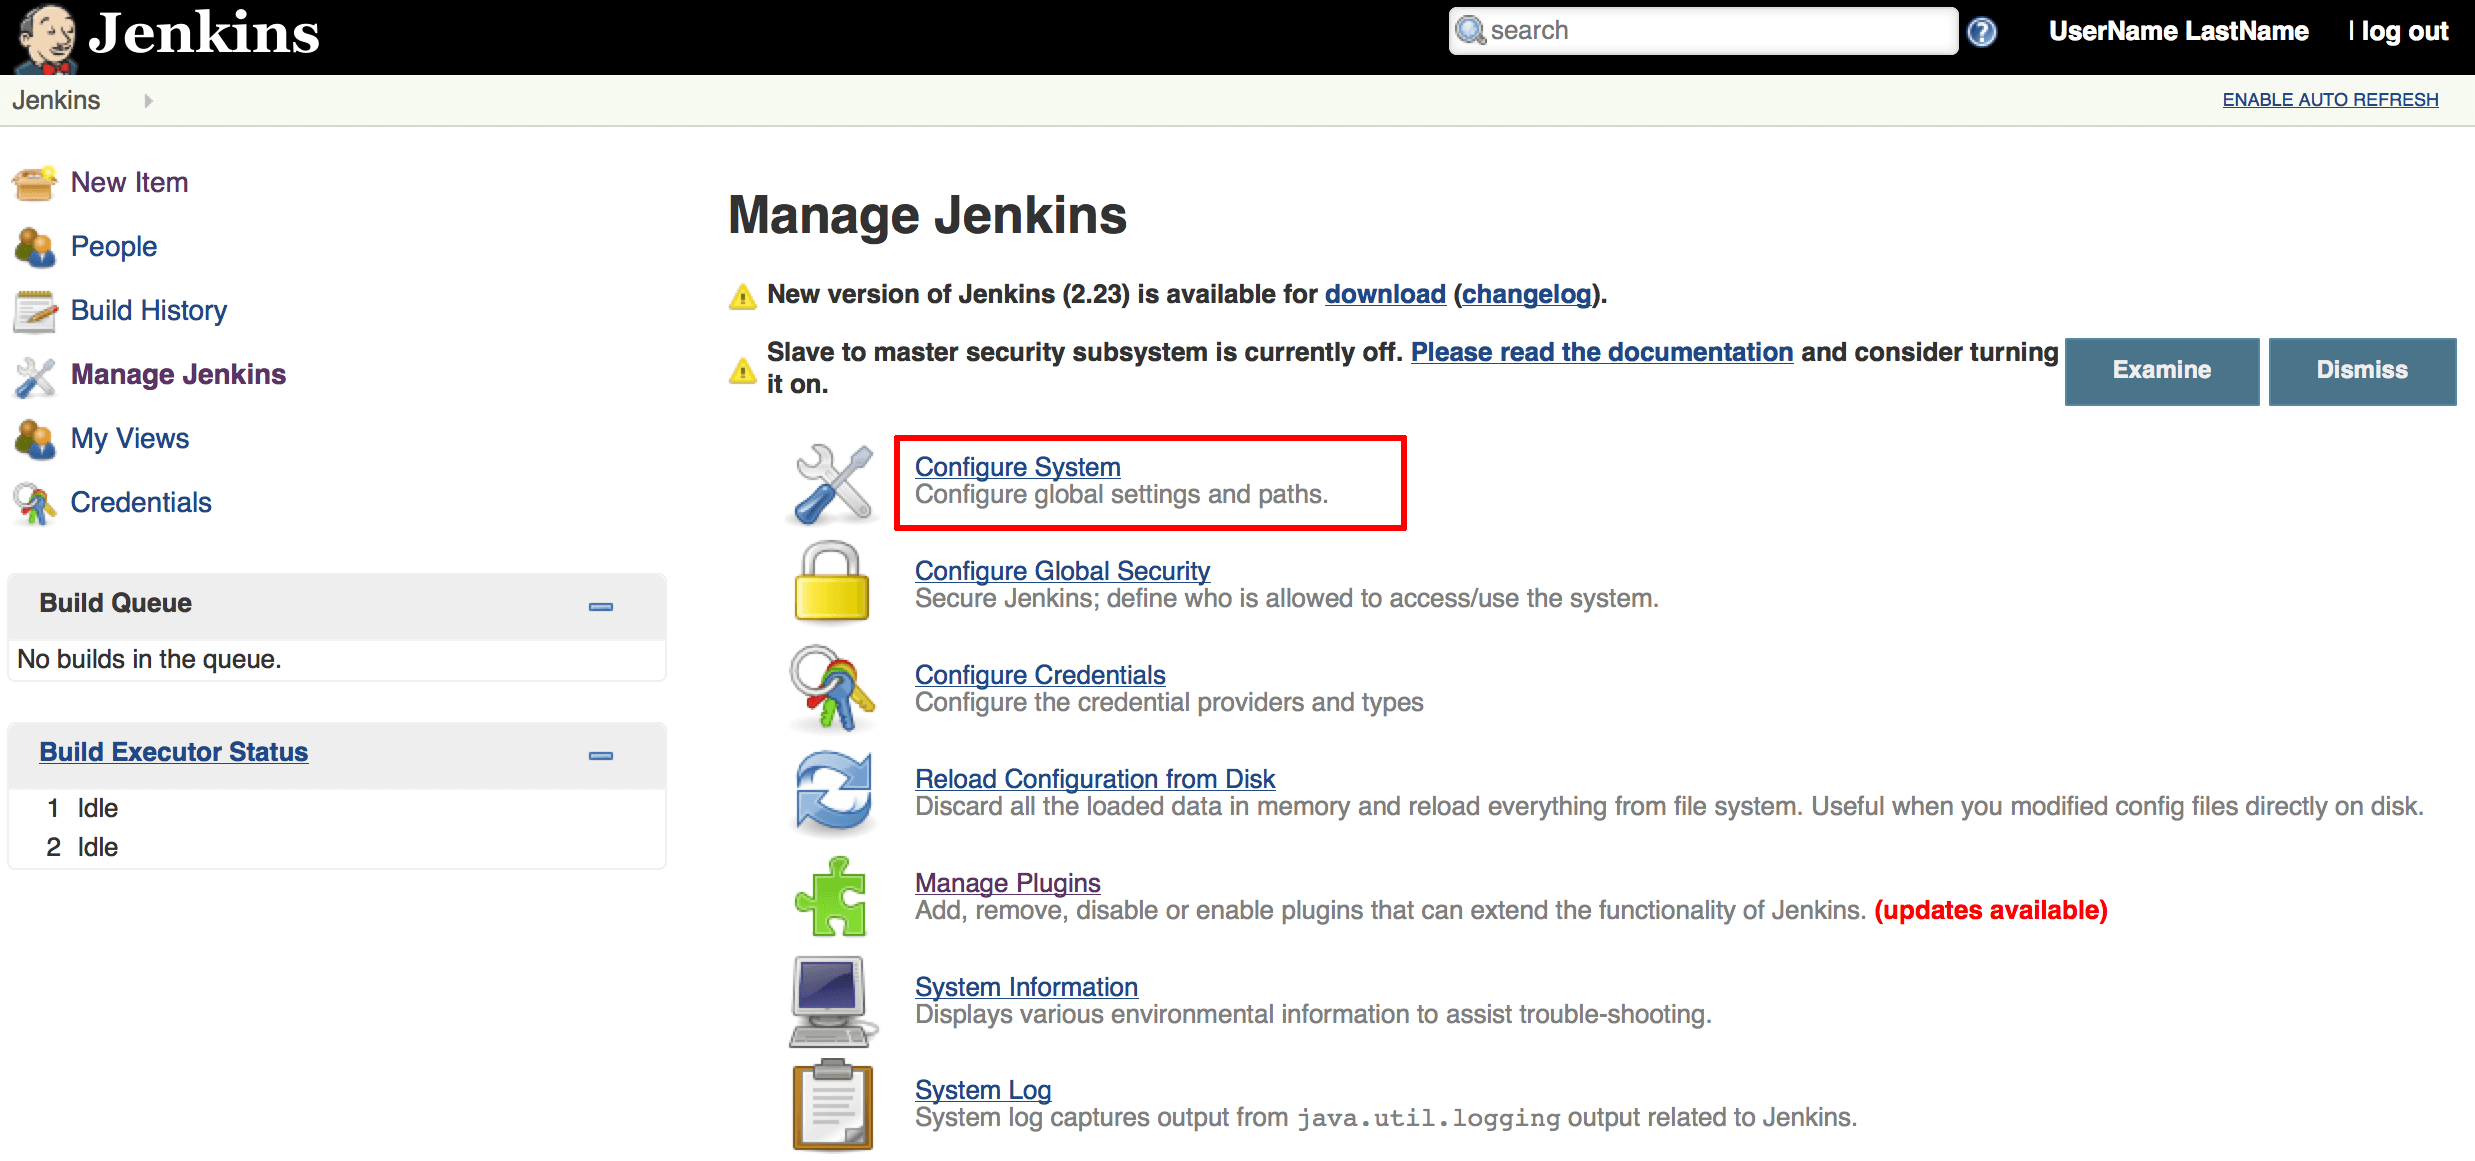 Jenkins
search
?
UserName LastName
| log out
Jenkins
ENABLE AUTO REFRESH
New Item
People
Build History
Manage Jenkins
My Views
Credentials
Build Queue
No builds in the queue.
Build Executor Status
1 Idle
2 Idle
Manage Jenkins
New version of Jenkins (2.23) is available for download (changelog).
Slave to master security subsystem is currently off. Please read the documentation and consider turning
it on.
Examine
Dismiss
Configure System
Configure global settings and paths.
Configure Global Security
Secure Jenkins; define who is allowed to access/use the system.
Configure Credentials
Configure the credential providers and types
Reload Configuration from Disk
Discard all the loaded data in memory and reload everything from file system. Useful when you modified config files directly on disk.
Manage Plugins
Add, remove, disable or enable plugins that can extend the functionality of Jenkins. (updates available)
System Information
Displays various environmental information to assist trouble-shooting.
System Log
System log captures output from java.util.logging output related to Jenkins.